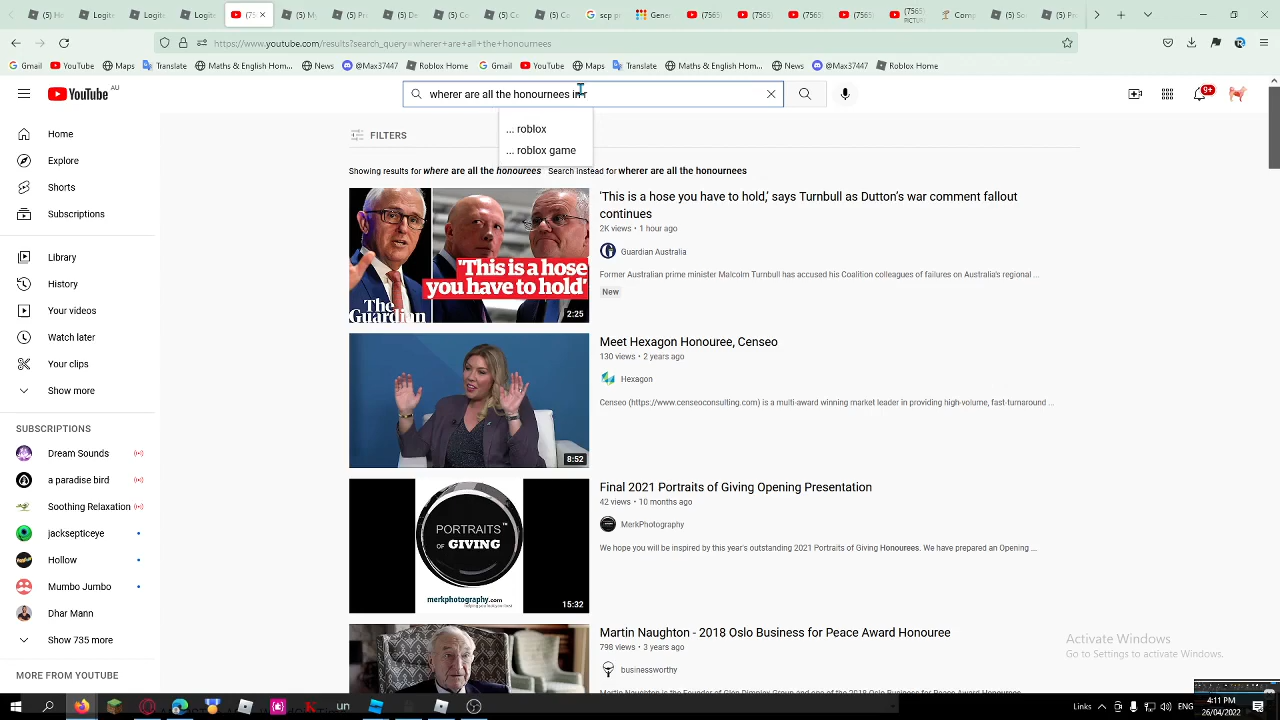 (75
(75
(765
(765
https://www.youtube.com/results?search_query=wherer+are+all+the+honournees
Gmail
YouTube
Maps
Translate
Maths & English Hom...
News
@Max37447
Roblox Home
Gmail
YouTube
Maps
Translate
Maths & English Hom...
News
@Max37447
Roblox Home
YouTube AU
wherer are all the honournees in r
9+
... roblox
... roblox game
FILTERS
Showing results for where are all the honourees Search instead for wherer are all the honournees
Home
Explore
Shorts
Subscriptions
Library
History
Your videos
Watch later
Your clips
Show more
SUBSCRIPTIONS
Dream Sounds
a paradise bird
Soothing Relaxation
jacksepticeye
Hollow
Mumbo Jumbo
Dhar Mann
Show 735 more
MORE FROM YOUTUBE
'This is a hose
you have to hold'
The
Guardian
2:25
'This is a hose you have to hold,' says Turnbull as Dutton's war comment fallout
continues
2K views • 1 hour ago
Guardian Australia
Former Australian prime minister Malcolm Turnbull has accused his Coalition colleagues of failures on Australia's regional ...
New
8:52
Meet Hexagon Honouree, Censeo
130 views • 2 years ago
Hexagon
Censeo (https://www.censeoconsulting.com) is a multi-award winning market leader in providing high-volume, fast-turnaround ...
PORTRAITS
OF GIVING
merkphotography.com
15:32
Final 2021 Portraits of Giving Opening Presentation
42 views • 10 months ago
MerkPhotography
We hope you will be inspired by this year's outstanding 2021 Portraits of Giving Honourees. We have prepared an Opening ...
Martin Naughton - 2018 Oslo Business for Peace Award Honouree
798 views • 3 years ago
businessworthy
Activate Windows
Go to Settings to activate Windows.
Links
ENG
4:11 PM
26/04/2022